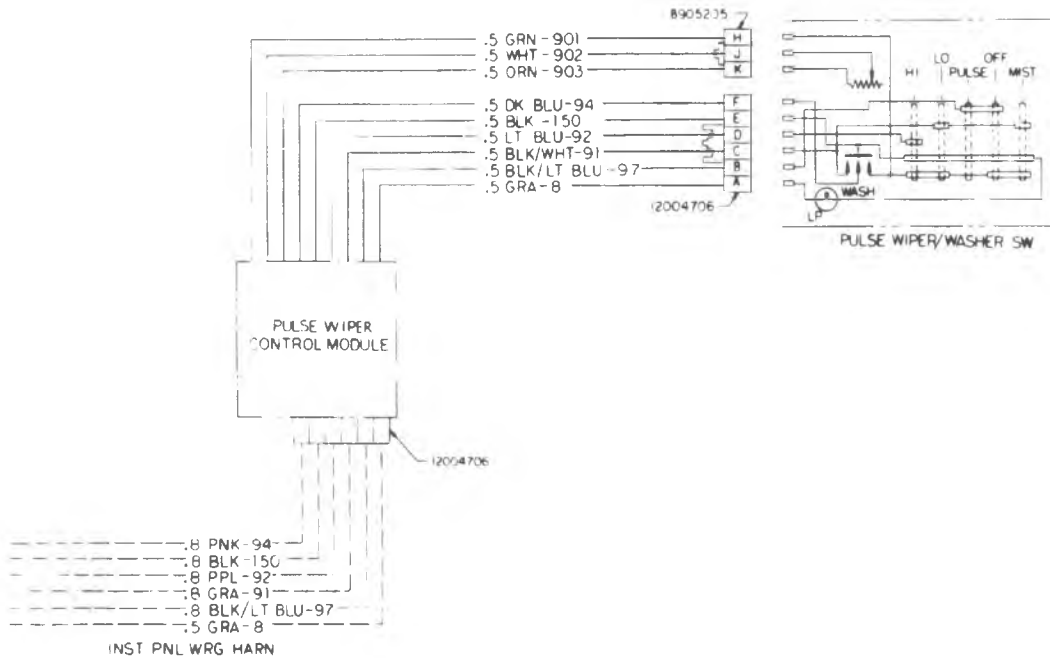 8905205
.5 GRN-901 H
.5 WHT-902 J
.5 ORN-903 K
.5 DK BLU-94 F
.5 BLK-150 E
.5 LT BLU-92 D
.5 BLK/WHT-91 C
.5 BLK/LT BLU-97 B
.5 GRA-8 A
12004706
HI LO PULSE OFF MIST
WASH
LP
PULSE WIPER/WASHER SW
PULSE WIPER
CONTROL MODULE
12004706
.8 PNK-94
.8 BLK-150
.8 PPL-92
.8 GRA-91
.8 BLK/LT BLU-97
.5 GRA-8
INST PNL WRG HARN